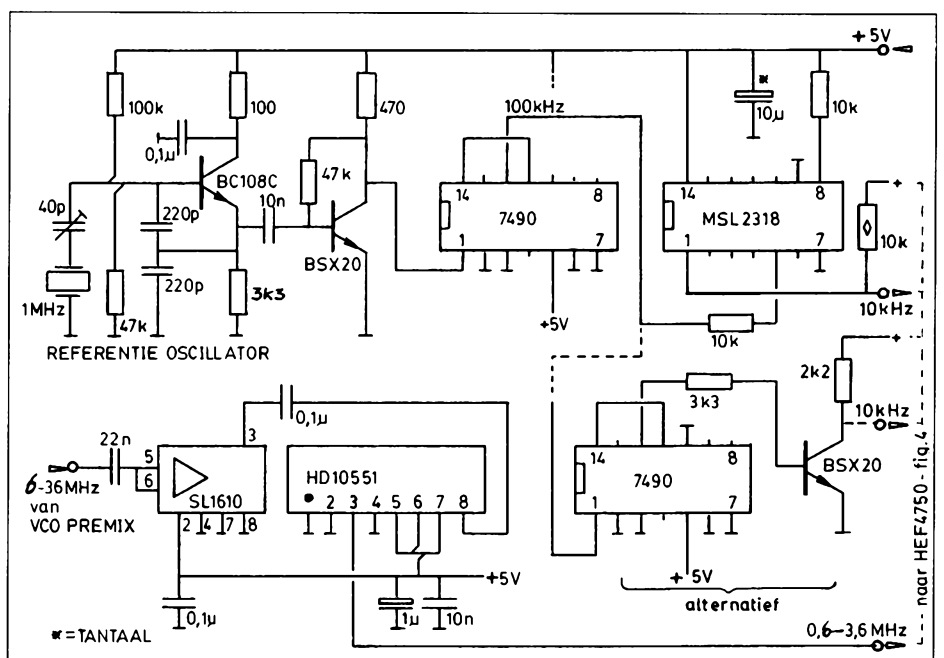 +5V
100k
100
470
100kHz
*
10µ
10k
0,1µ
BC108C
47k
10n
14
8
7490
1
7
14
8
MSL2318
1
7
+
10k
40p
220p
220p
BSX20
1MHz
47k
3k3
+5V
10k
10kHz
REFERENTIE OSCILLATOR
+
2k2
3k3
10kHz
0,1µ
22n
3
5
6
SL1610
2 4 7 8
6-36MHz
van
VCO PREMIX
HD10551
2 3 4 5 6 7 8
14
8
7490
1
7
BSX20
+5V
+5V
alternatief
0,1µ
1µ
10n
*=TANTAAL
0,6-3,6MHz
naar HEF4750-fig.4